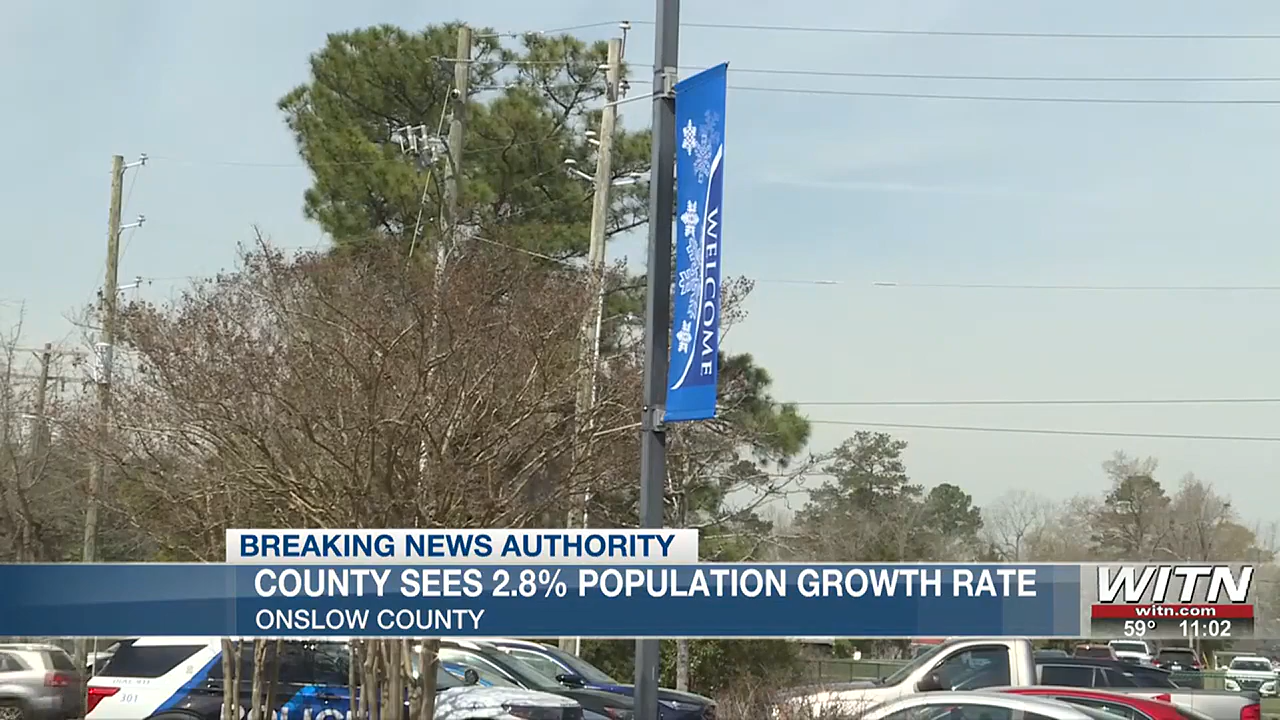 WELCOME
BREAKING NEWS AUTHORITY
COUNTY SEES 2.8% POPULATION GROWTH RATE
ONSLOW COUNTY
WITN
witn.com
59° 11:02
301